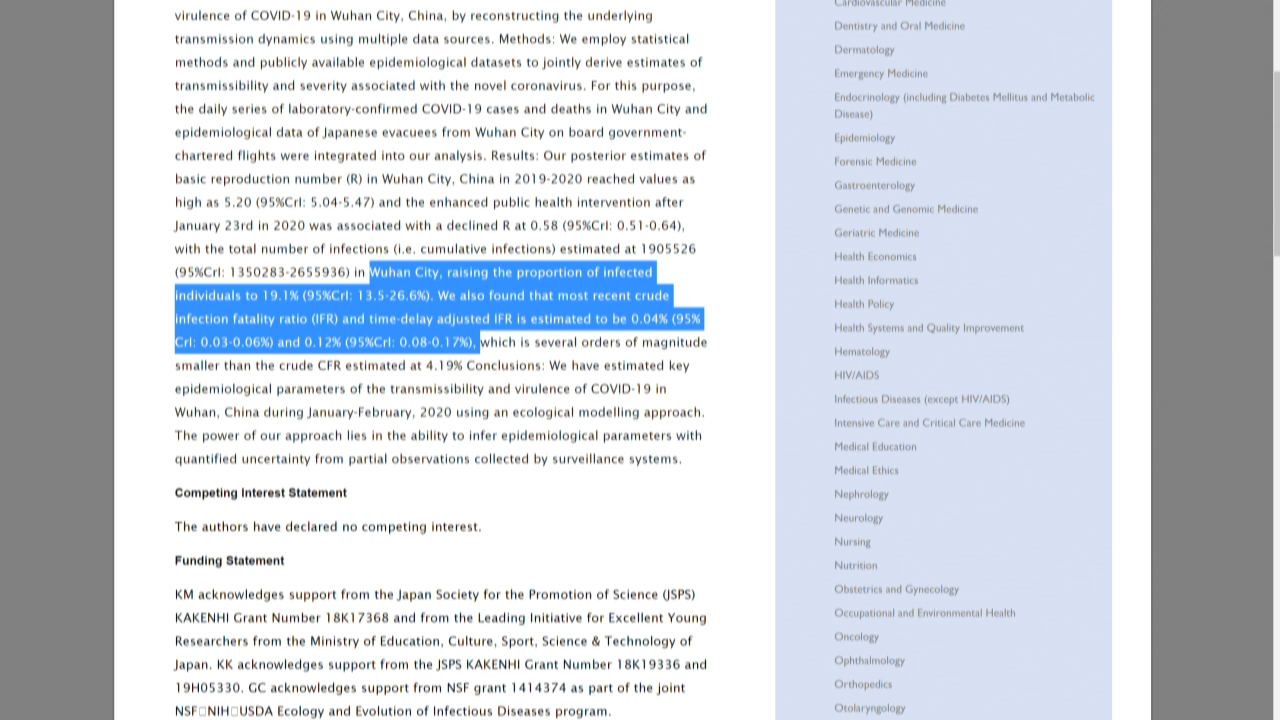 virulence of COVID-19 in Wuhan City, China, by reconstructing the underlying
transmission dynamics using multiple data sources. Methods: We employ statistical
methods and publicly available epidemiological datasets to jointly derive estimates of
transmissibility and severity associated with the novel coronavirus. For this purpose,
the daily series of laboratory-confirmed COVID-19 cases and deaths in Wuhan City and
epidemiological data of Japanese evacuees from Wuhan City on board government-
chartered flights were integrated into our analysis. Results: Our posterior estimates of
basic reproduction number (R) in Wuhan City, China in 2019-2020 reached values as
high as 5.20 (95%CrI: 5.04-5.47) and the enhanced public health intervention after
January 23rd in 2020 was associated with a declined R at 0.58 (95%CrI: 0.51-0.64),
with the total number of infections (i.e. cumulative infections) estimated at 1905526
(95%CrI: 1350283-2655936) in Wuhan City, raising the proportion of infected
individuals to 19.1% (95%CrI: 13.5-26.6%). We also found that most recent crude
infection fatality ratio (IFR) and time-delay adjusted IFR is estimated to be 0.04% (95%
CrI: 0.03-0.06%) and 0.12% (95%CrI: 0.08-0.17%), which is several orders of magnitude
smaller than the crude CFR estimated at 4.19% Conclusions: We have estimated key
epidemiological parameters of the transmissibility and virulence of COVID-19 in
Wuhan, China during January-February, 2020 using an ecological modelling approach.
The power of our approach lies in the ability to infer epidemiological parameters with
quantified uncertainty from partial observations collected by surveillance systems.
Competing Interest Statement
The authors have declared no competing interest.
Funding Statement
KM acknowledges support from the Japan Society for the Promotion of Science (JSPS)
KAKENHI Grant Number 18K17368 and from the Leading Initiative for Excellent Young
Researchers from the Ministry of Education, Culture, Sport, Science & Technology of
Japan. KK acknowledges support from the JSPS KAKENHI Grant Number 18K19336 and
19H05330. GC acknowledges support from NSF grant 1414374 as part of the joint
NSF□NIH□USDA Ecology and Evolution of Infectious Diseases program.
Cardiovascular Medicine
Dentistry and Oral Medicine
Dermatology
Emergency Medicine
Endocrinology (including Diabetes Mellitus and Metabolic
Disease)
Epidemiology
Forensic Medicine
Gastroenterology
Genetic and Genomic Medicine
Geriatric Medicine
Health Economics
Health Informatics
Health Policy
Health Systems and Quality Improvement
Hematology
HIV/AIDS
Infectious Diseases (except HIV/AIDS)
Intensive Care and Critical Care Medicine
Medical Education
Medical Ethics
Nephrology
Neurology
Nursing
Nutrition
Obstetrics and Gynecology
Occupational and Environmental Health
Oncology
Ophthalmology
Orthopedics
Otolaryngology